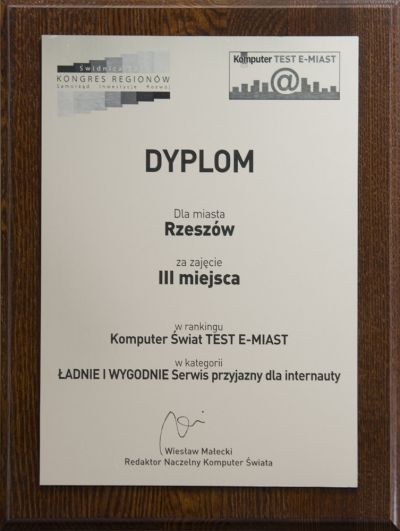 Świdnica
KONGRES REGIONÓW
Samorząd Inwestycje Rozwój
Komputer TEST E-MIAST
@
DYPLOM
Dla miasta
Rzeszów
za zajęcie
III miejsca
w rankingu
Komputer Świat TEST E-MIAST
w kategorii
ŁADNIE I WYGODNIE Serwis przyjazny dla internauty
Wiesław Małecki
Redaktor Naczelny Komputer Świata